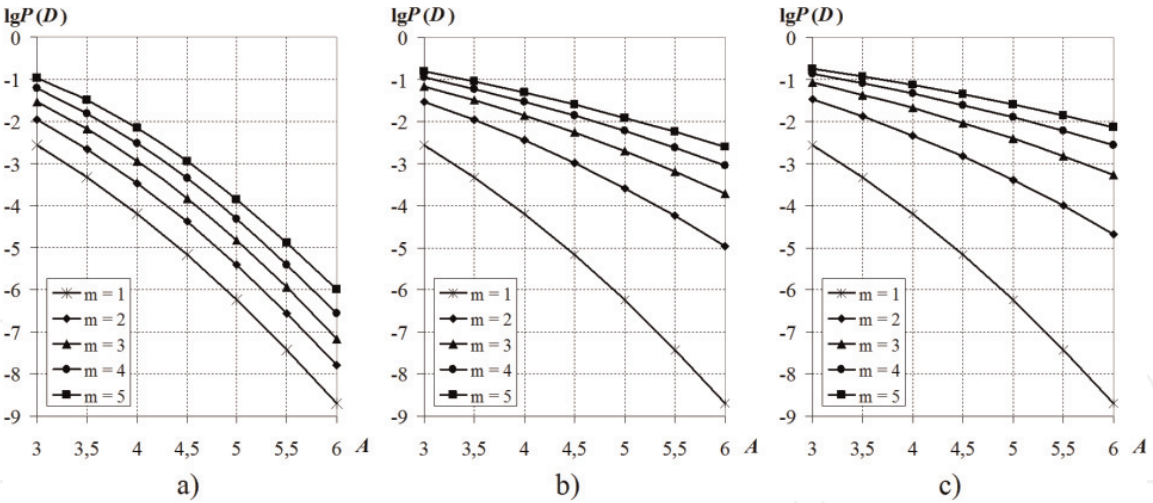 lgP(D)
0
-1
-2
-3
-4
-5
-6
-7
-8
-9
m = 1
m = 2
m = 3
m = 4
m = 5
3 3,5 4 4,5 5 5,5 6 A
a)
lgP(D)
0
-1
-2
-3
-4
-5
-6
-7
-8
-9
m = 1
m = 2
m = 3
m = 4
m = 5
3 3,5 4 4,5 5 5,5 6 A
b)
lgP(D)
0
-1
-2
-3
-4
-5
-6
-7
-8
-9
m = 1
m = 2
m = 3
m = 4
m = 5
3 3,5 4 4,5 5 5,5 6 A
c)